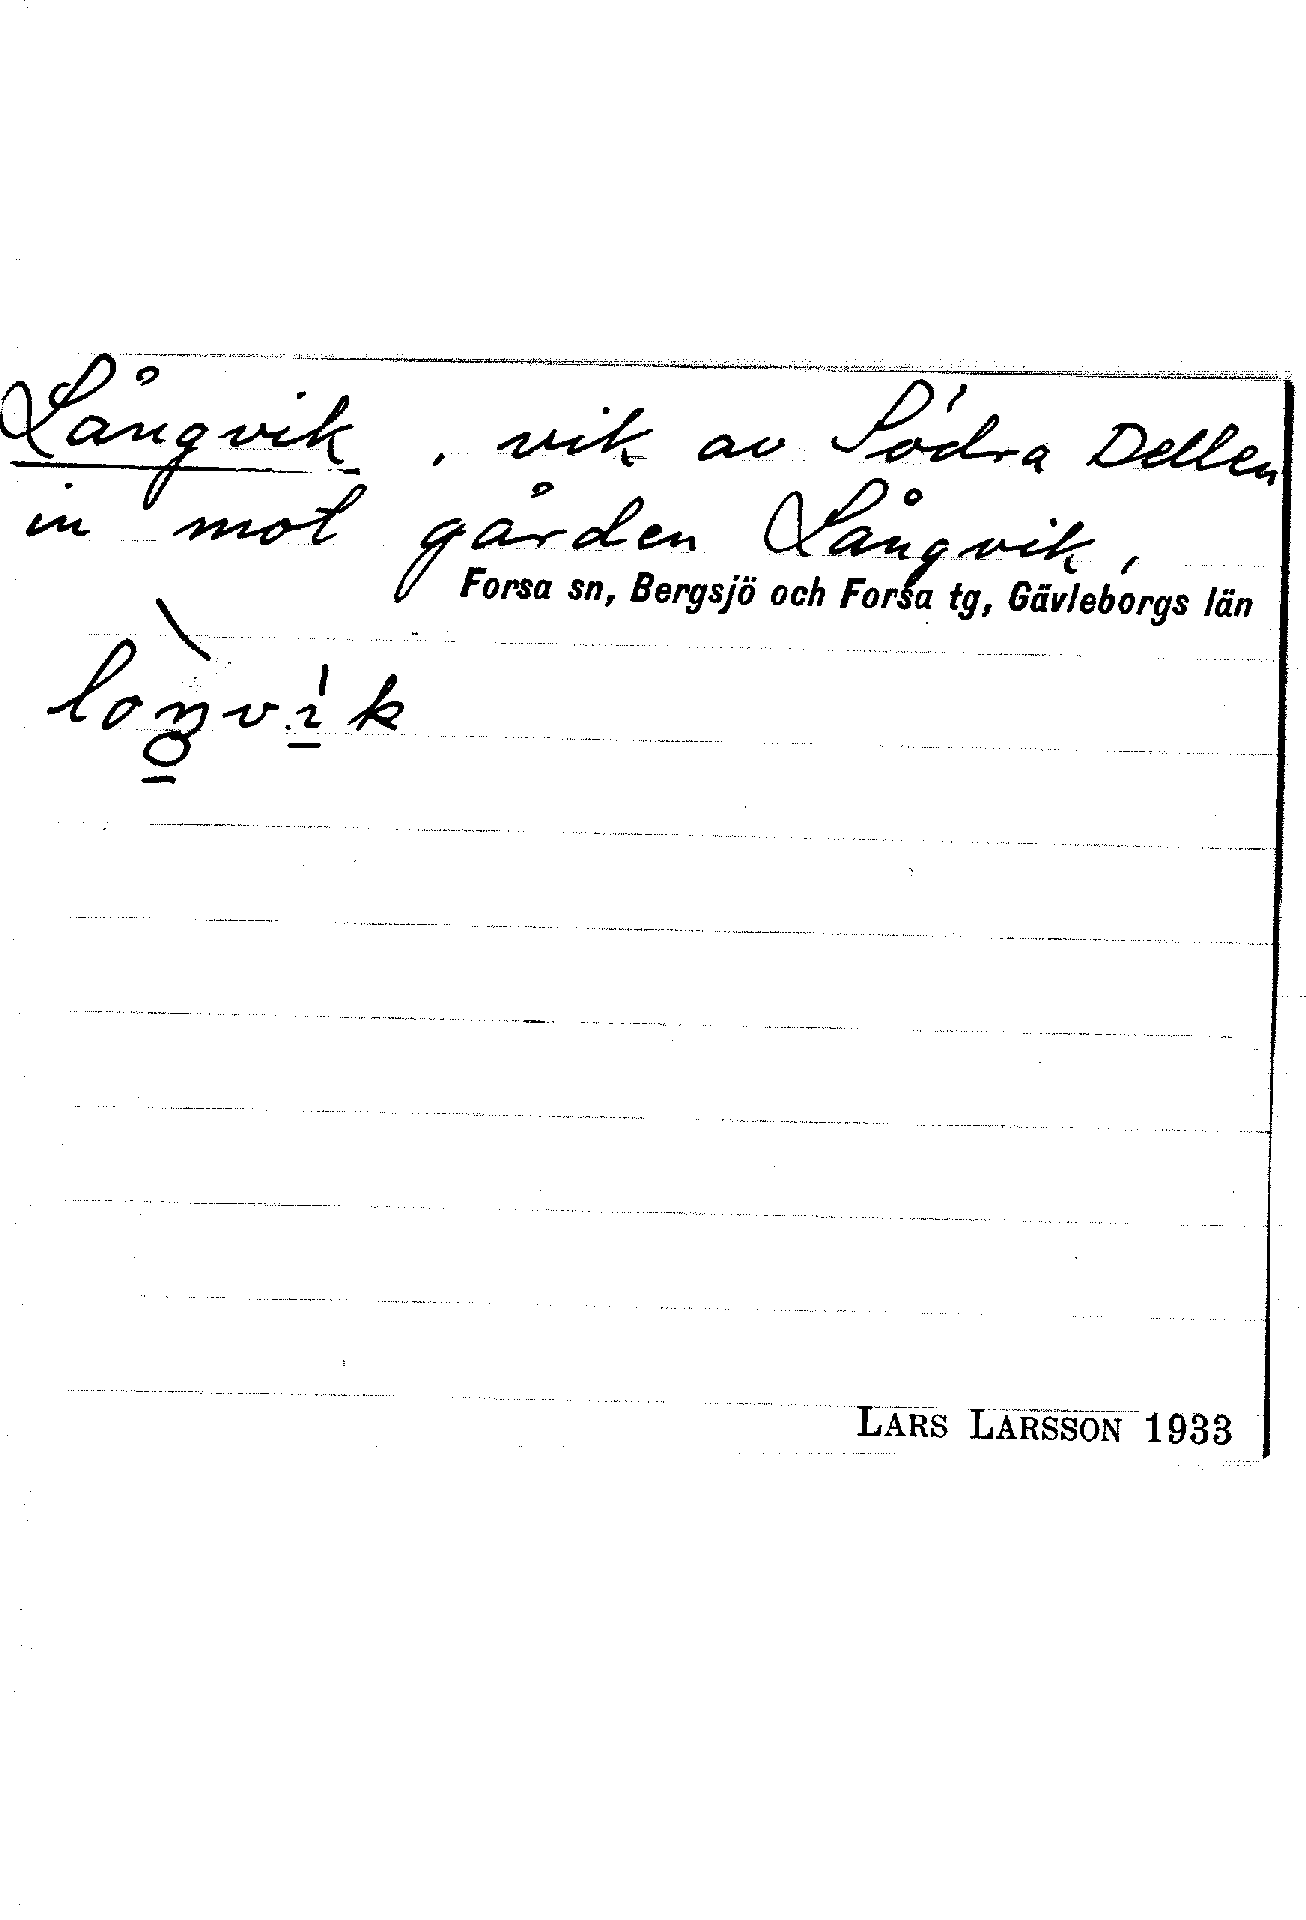 Långvik, vik av Södra Dellen
in mot gården Långvik,
Forsa sn, Bergsjö och Forsa tg, Gävleborgs län
loŋvik
LARS LARSSON 1933